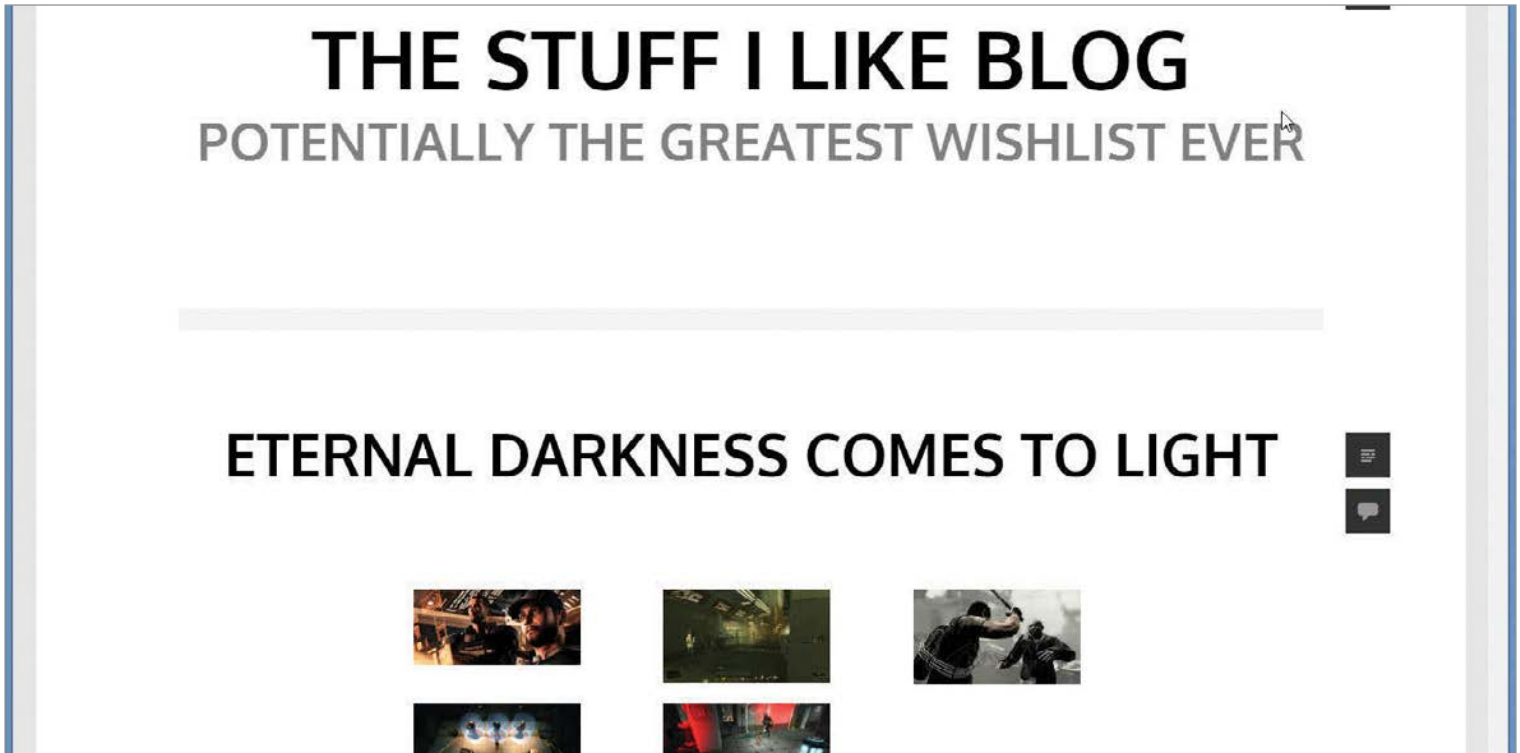 THE STUFF I LIKE BLOG
POTENTIALLY THE GREATEST WISHLIST EVER
ETERNAL DARKNESS COMES TO LIGHT